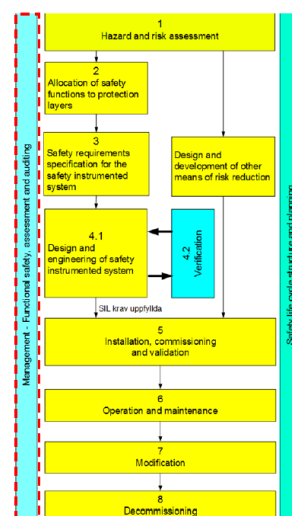 1
Hazard and risk assessment
2
Allocation of safety
functions to protection
layers
3
Safety requirements
specification for the
safety instrumented
system
Design and
development of other
means of risk reduction
4.1
Design and
engineering of safety
instrumented system
4.2
Verification
SIL krav uppfyllda
5
Installation, commissioning
and validation
6
Operation and maintenance
7
Modification
8
Decommissioning
Management - Functional safety, assessment and auditing
Safety life cycle structure and planning